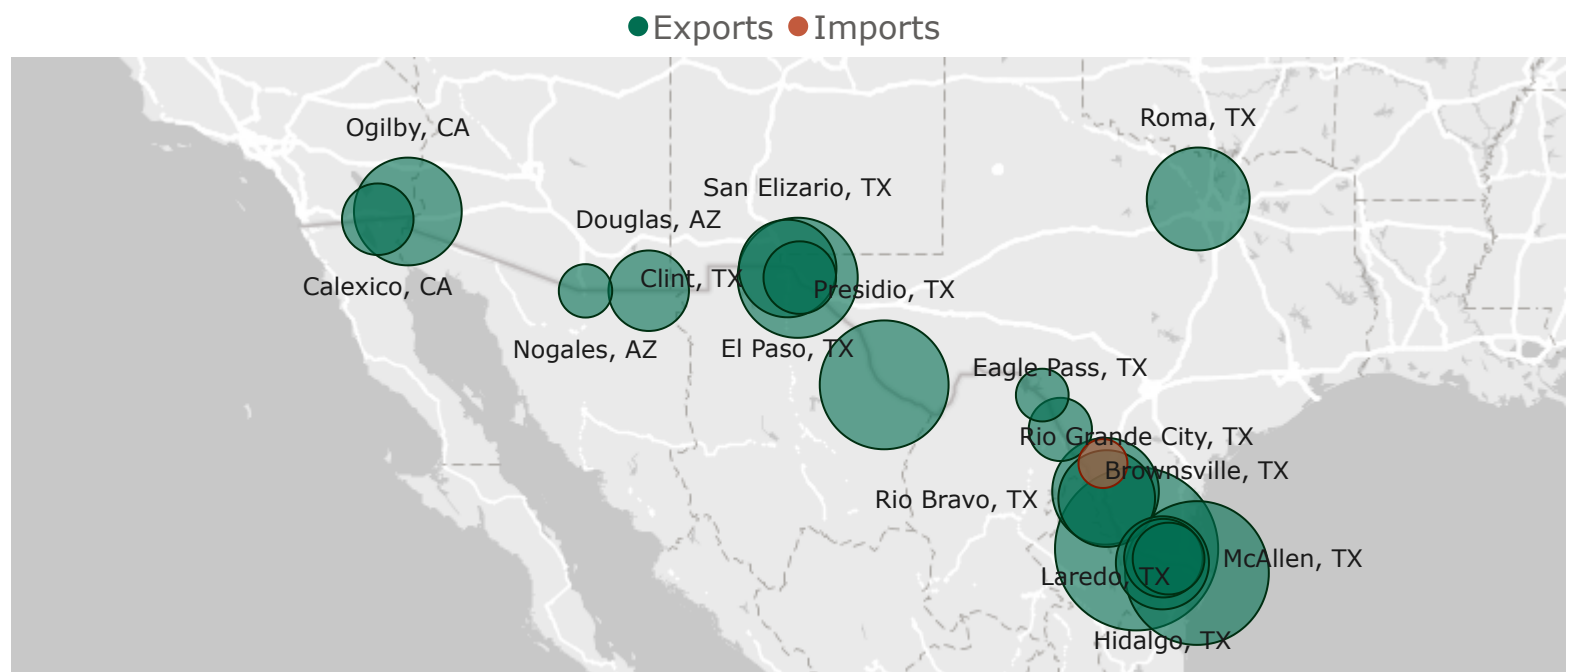 Exports Imports
Roma, TX
Ogilby, CA
San Elizario, TX
Douglas, AZ
Clint, TX
Calexico, CA
Presidio, TX
Nogales, AZ
El Paso, TX
Eagle Pass, TX
Rio Grande City, TX
Brownsville, TX
Rio Bravo, TX
McAllen, TX
Laredo, TX
Hidalgo, TX